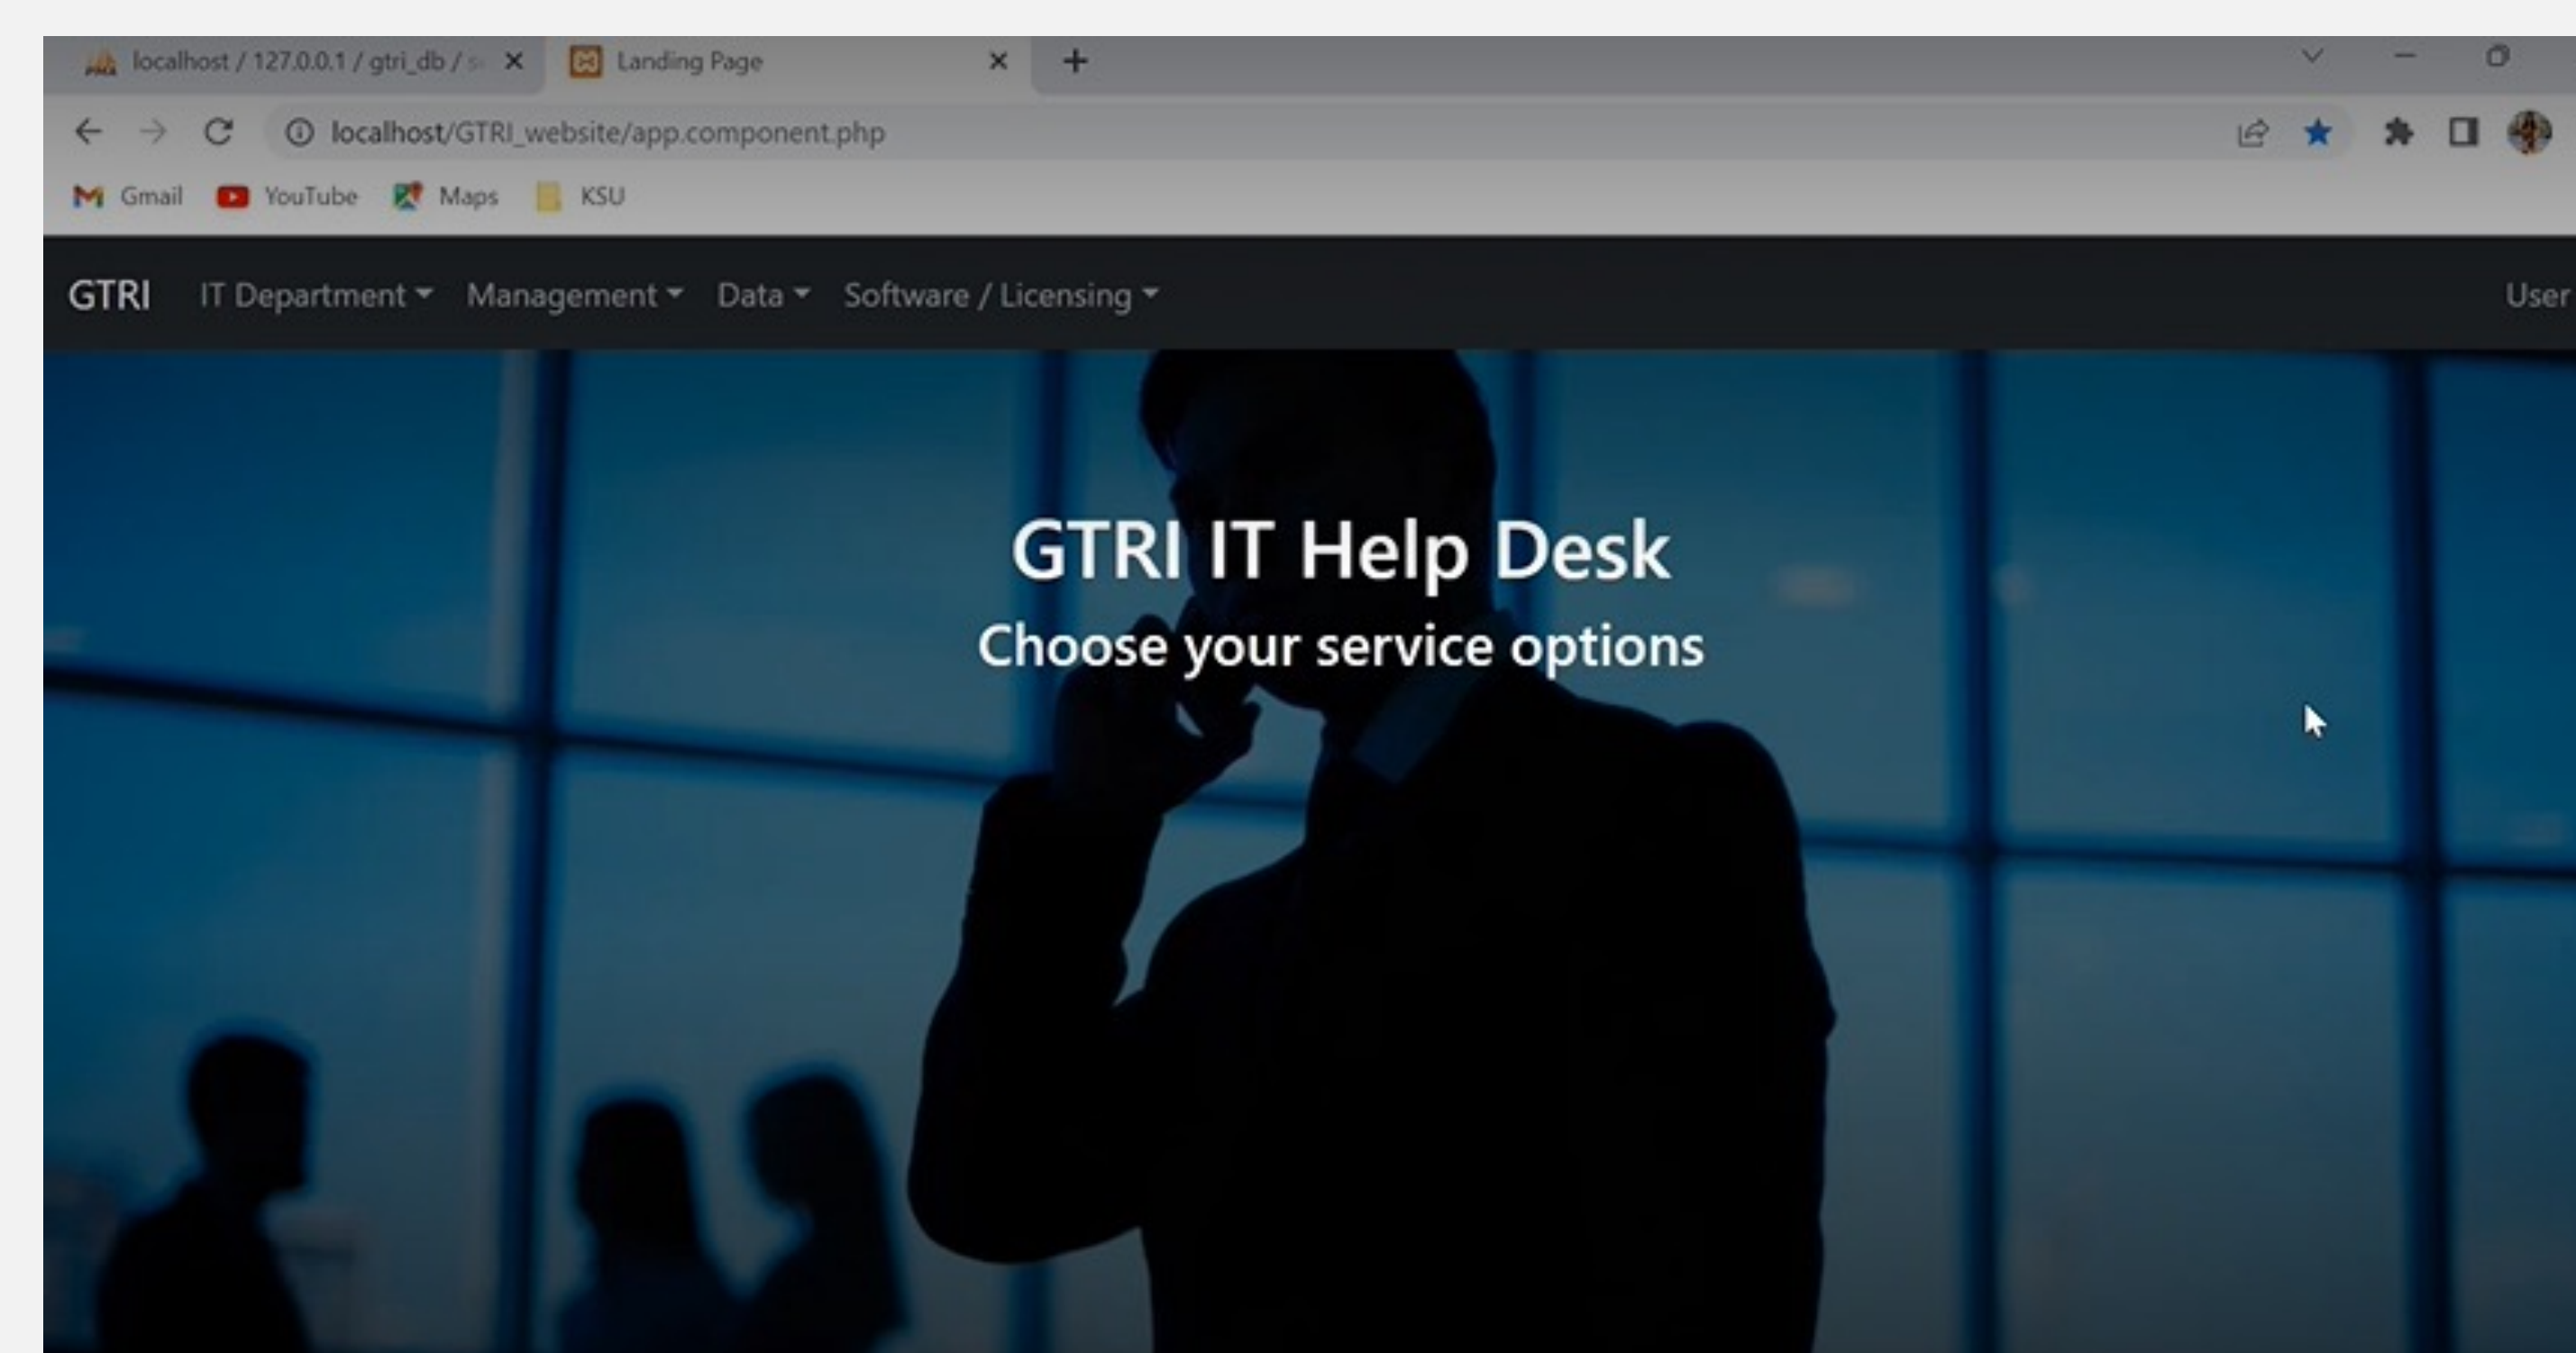 localhost / 127.0.0.1 / gtri_db /
Landing Page
localhost/GTRI_website/app.component.php
Gmail YouTube Maps KSU
GTRI IT Department Management Data Software / Licensing User
GTRI IT Help Desk
Choose your service options